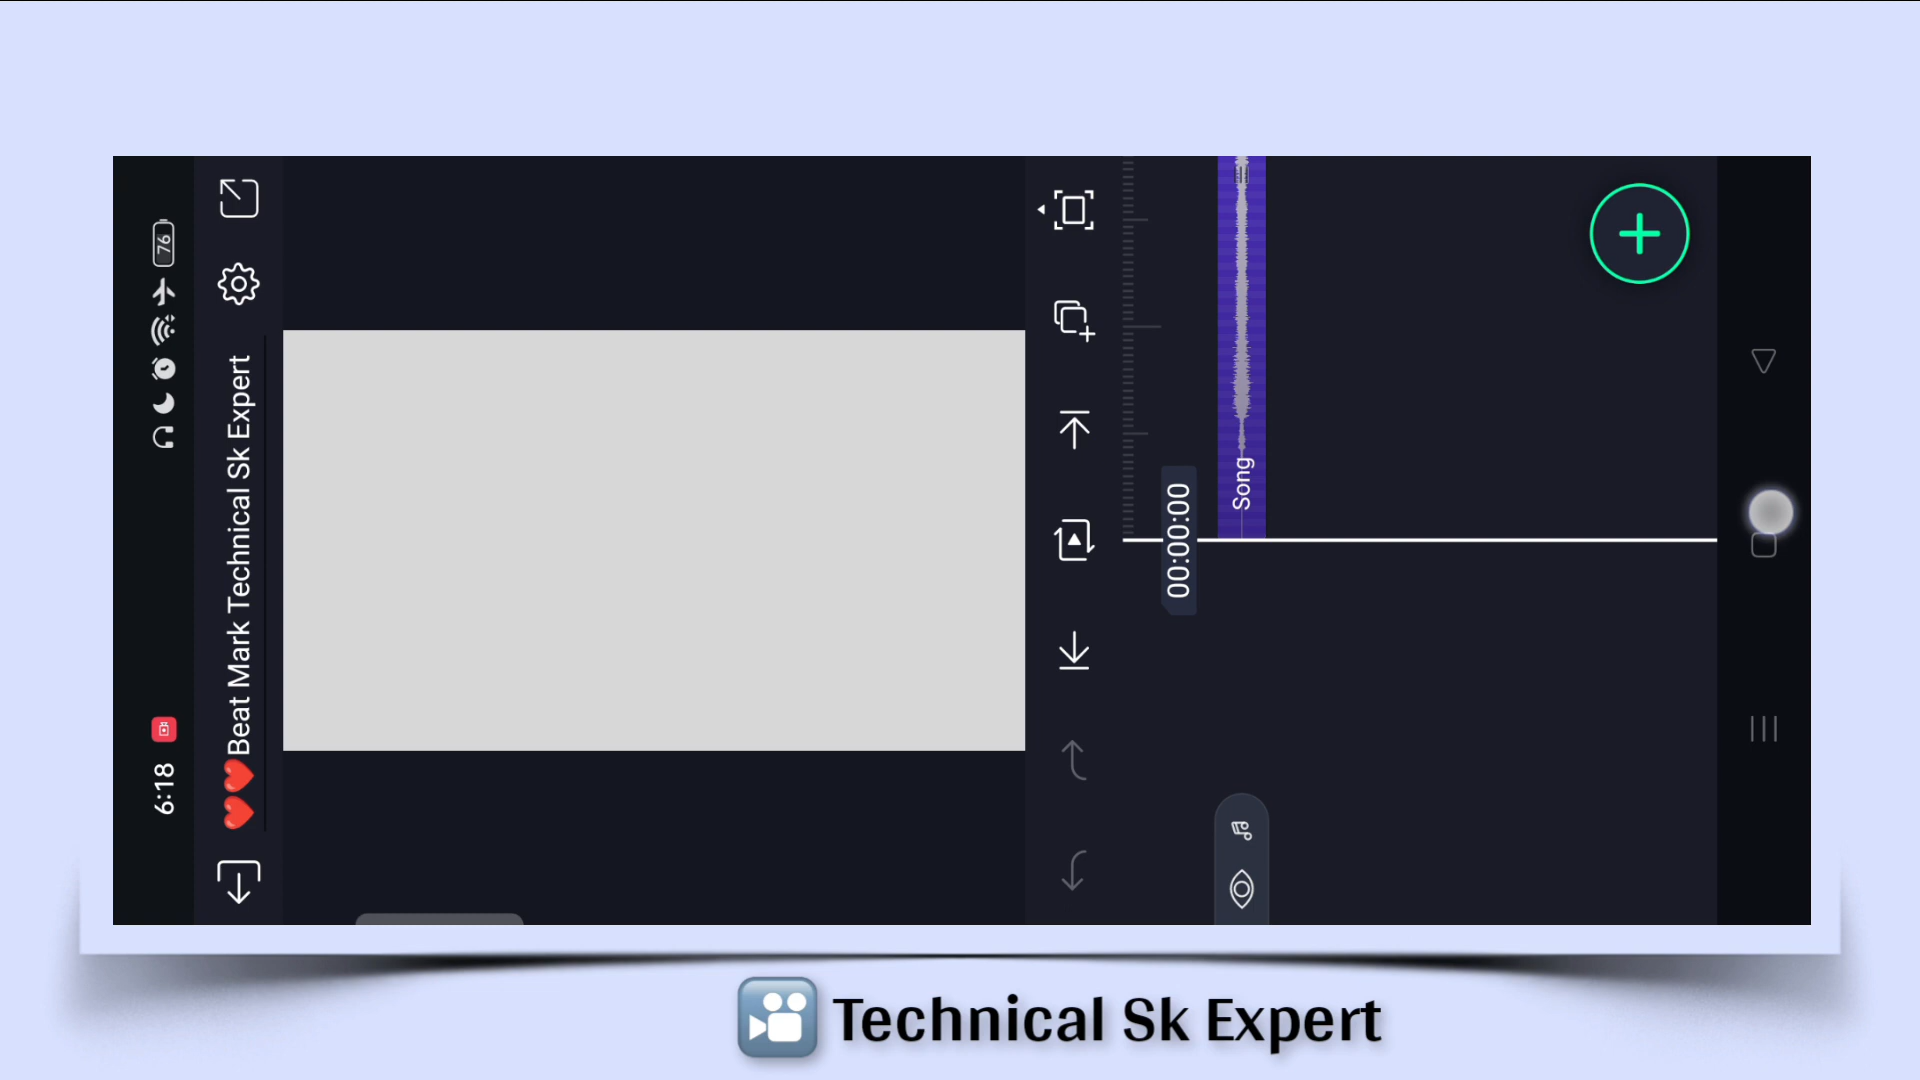 6:18
76
❤️❤️Beat Mark Technical Sk Expert
00:00:00
Song
Technical Sk Expert